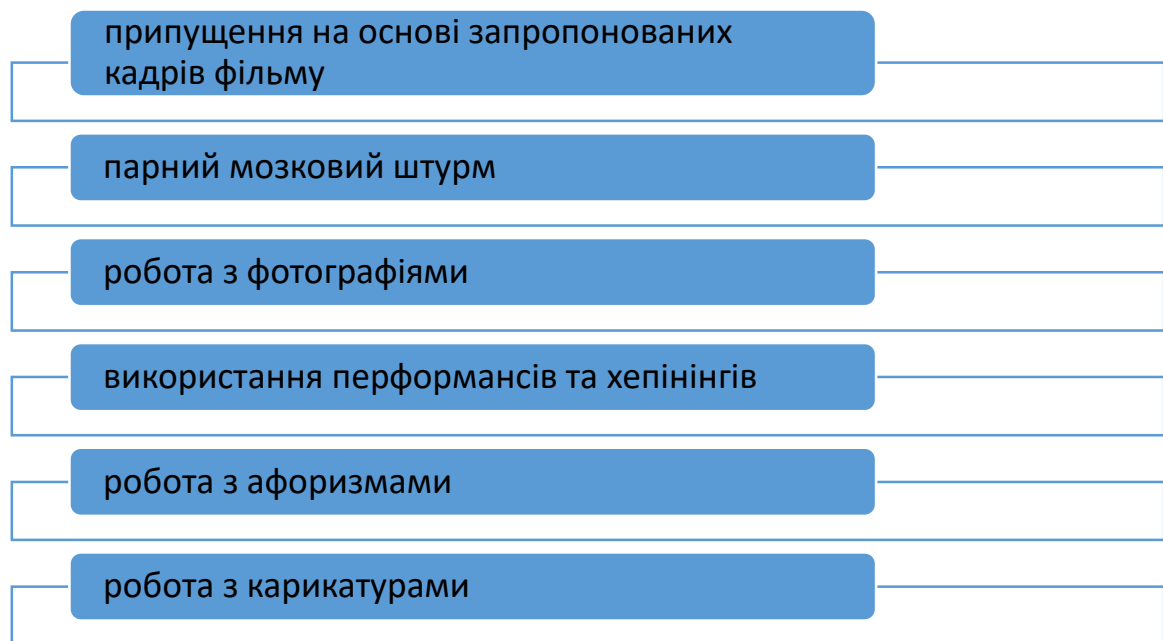 припущення на основі запропонованих
кадрів фільму
парний мозковий штурм
робота з фотографіями
використання перформансів та хепінінгів
робота з афоризмами
робота з карикатурами